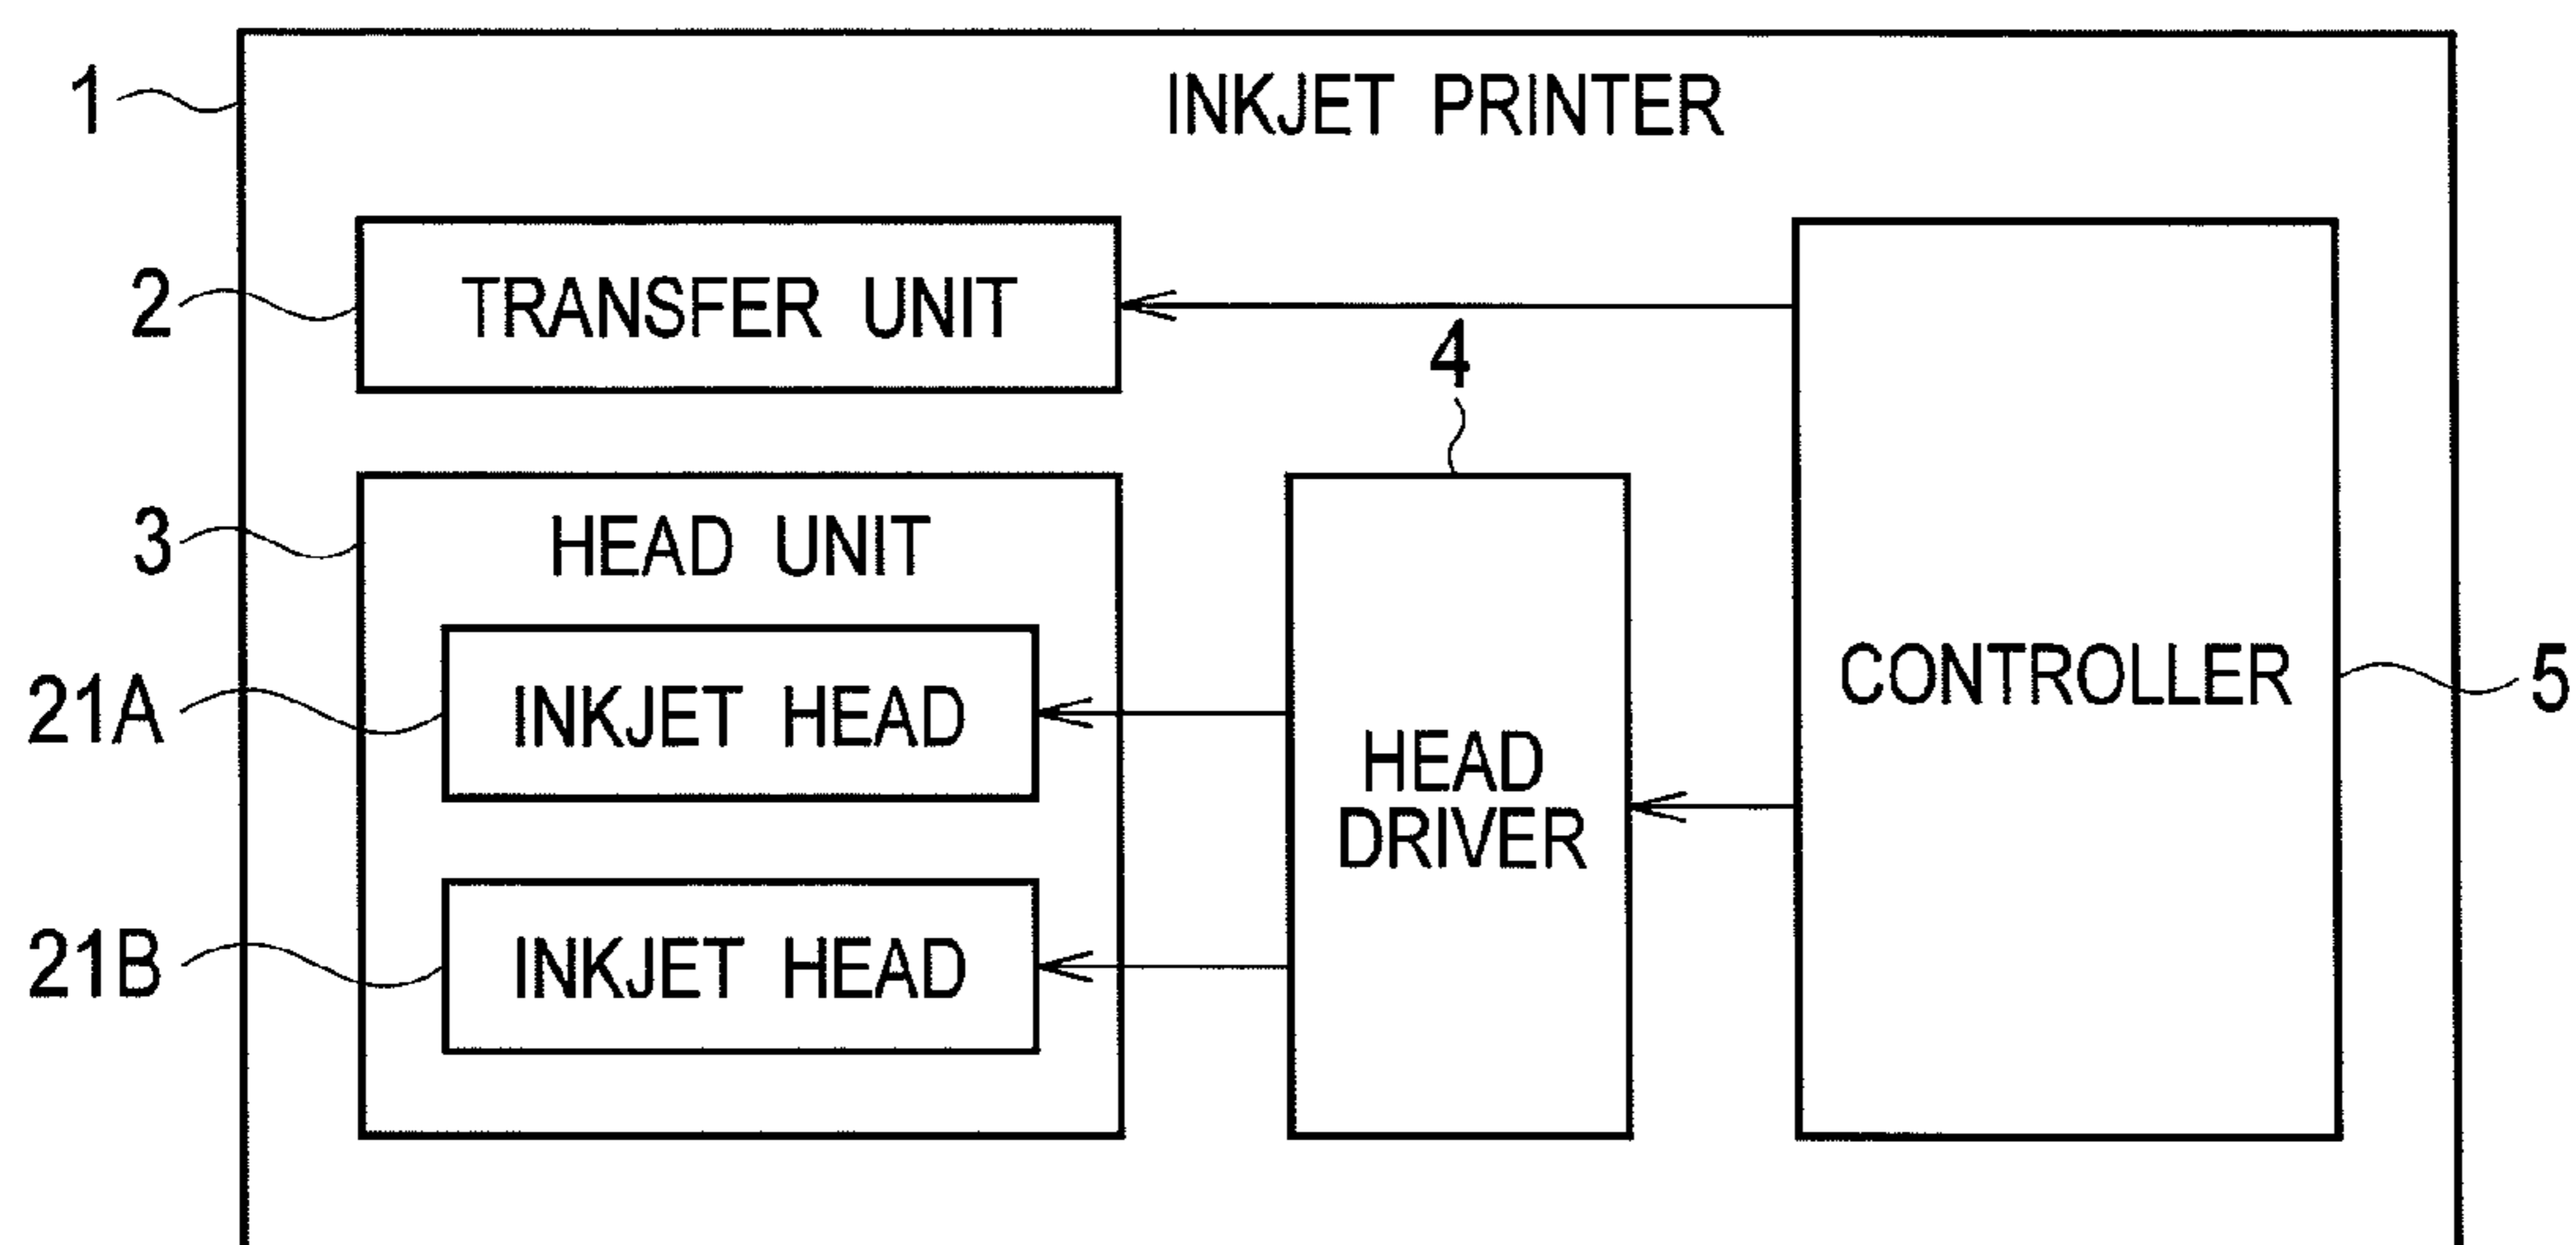 1
INKJET PRINTER
2
TRANSFER UNIT
4
3
HEAD UNIT
21A
INKJET HEAD
HEAD
DRIVER
CONTROLLER
5
21B
INKJET HEAD